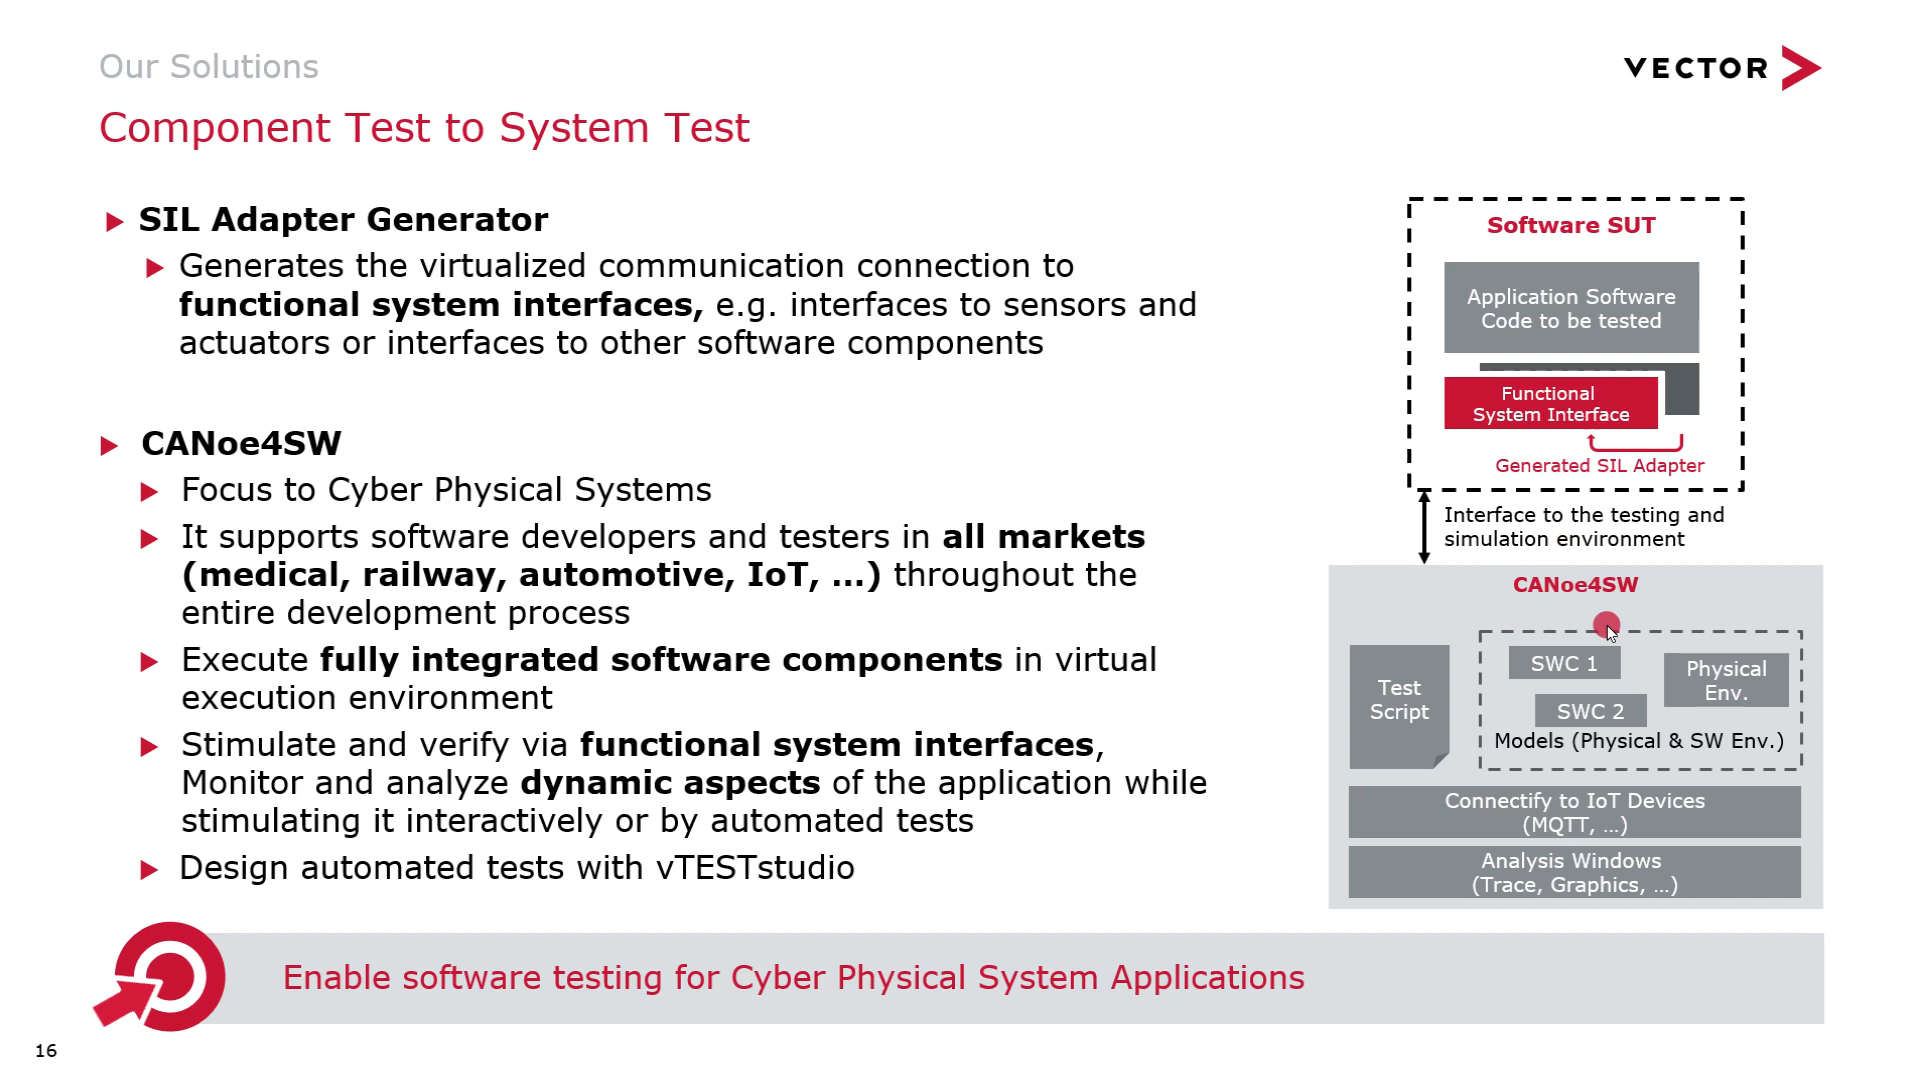 Our Solutions
VECTOR
Component Test to System Test
SIL Adapter Generator
Generates the virtualized communication connection to
functional system interfaces, e.g. interfaces to sensors and
actuators or interfaces to other software components
CANoe4SW
Focus to Cyber Physical Systems
It supports software developers and testers in all markets
(medical, railway, automotive, IoT, …) throughout the
entire development process
Execute fully integrated software components in virtual
execution environment
Stimulate and verify via functional system interfaces,
Monitor and analyze dynamic aspects of the application while
stimulating it interactively or by automated tests
Design automated tests with vTESTstudio
Software SUT
Application Software
Code to be tested
Functional
System Interface
Generated SIL Adapter
Interface to the testing and
simulation environment
CANoe4SW
Test
Script
SWC 1
SWC 2
Physical
Env.
Models (Physical & SW Env.)
Connectify to IoT Devices
(MQTT, …)
Analysis Windows
(Trace, Graphics, …)
Enable software testing for Cyber Physical System Applications
16